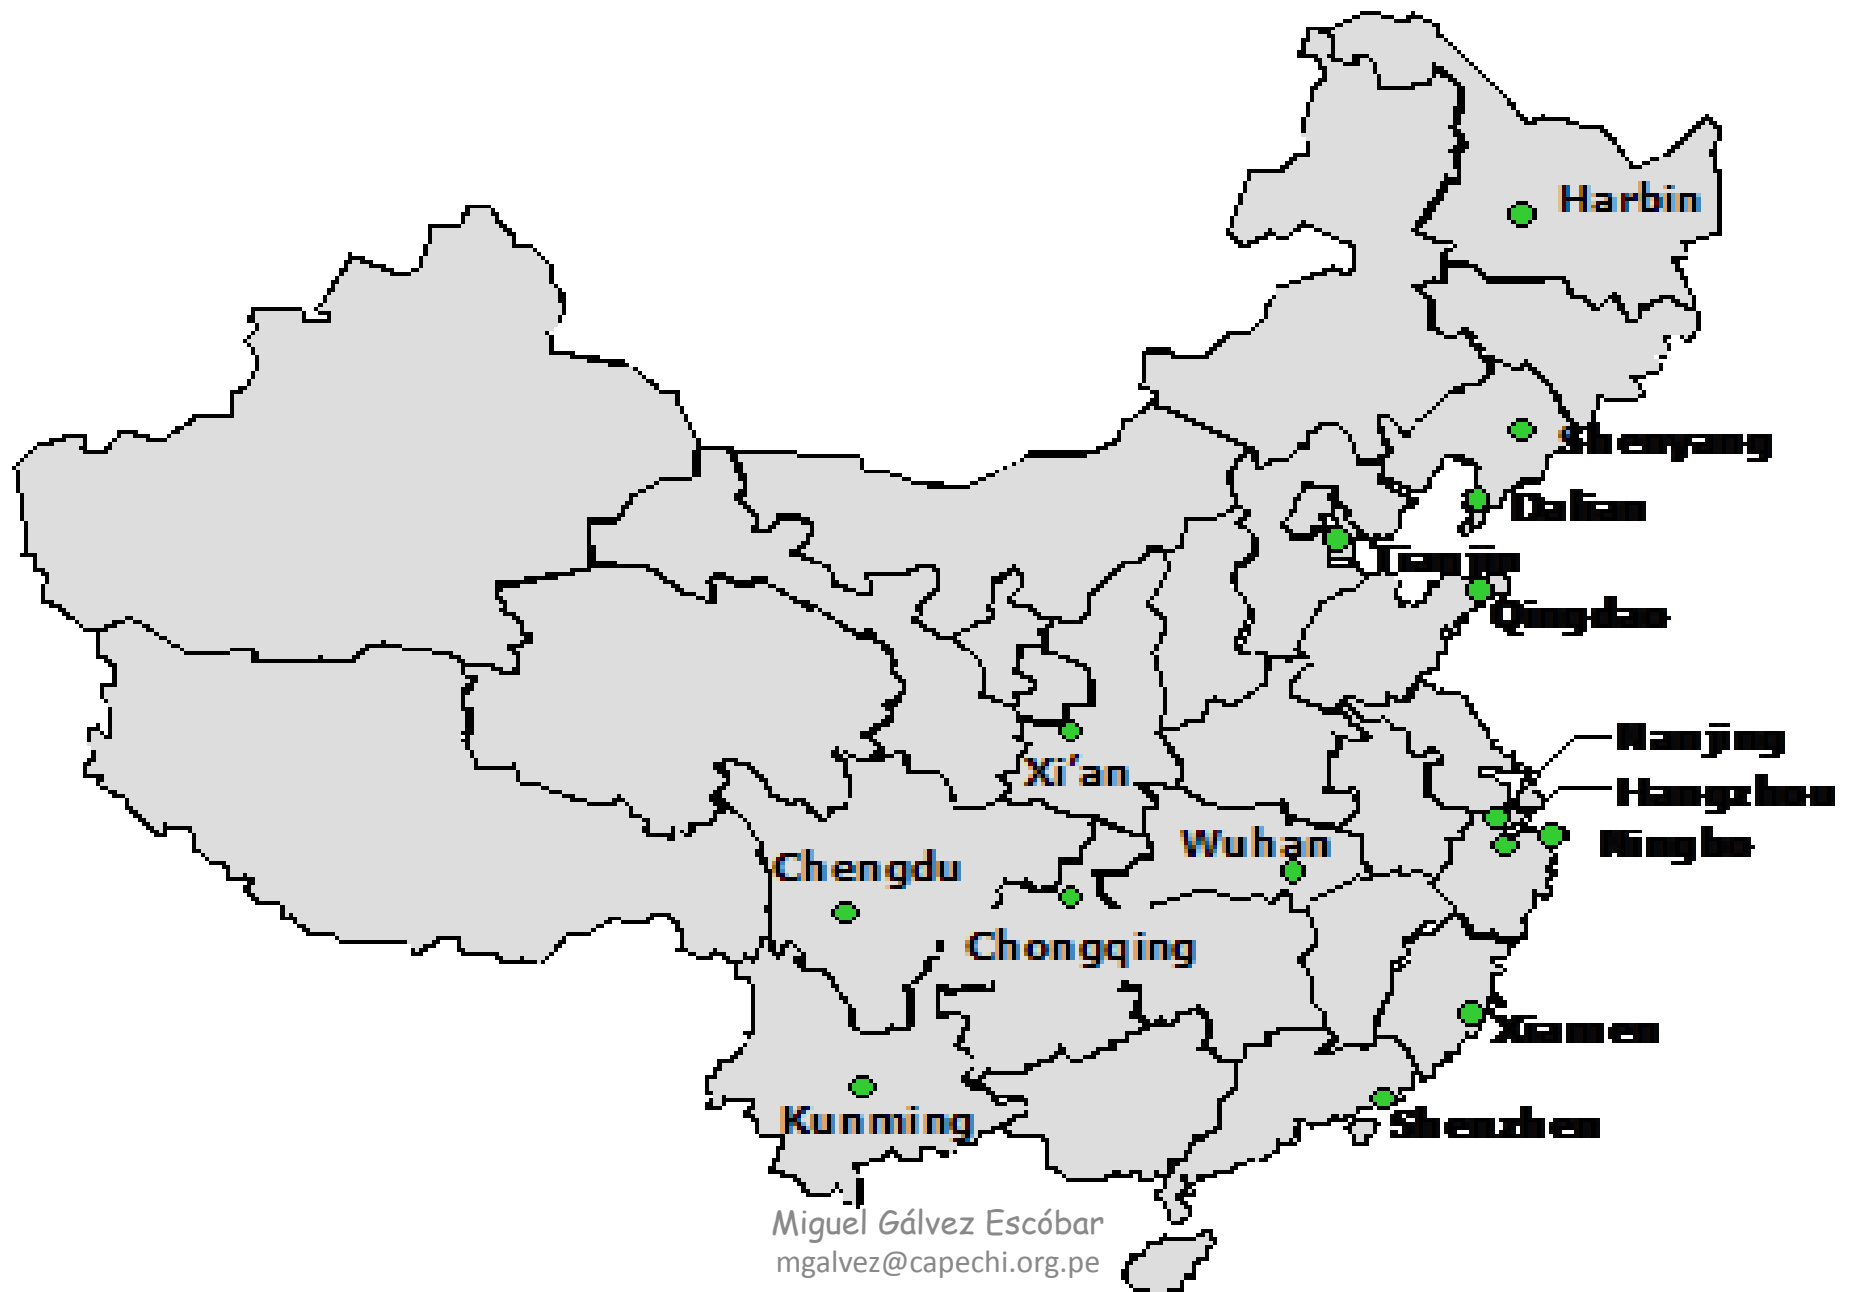 Harbin
Shenyang
Dalian
Tianjin
Qingdao
Nanjing
Xi'an
Hangzhou
Wuhan
Ningbo
Chengdu
Chongqing
Xiamen
Kunming
Shenzhen
Miguel Gálvez Escóbar
mgalvez@capechi.org.pe